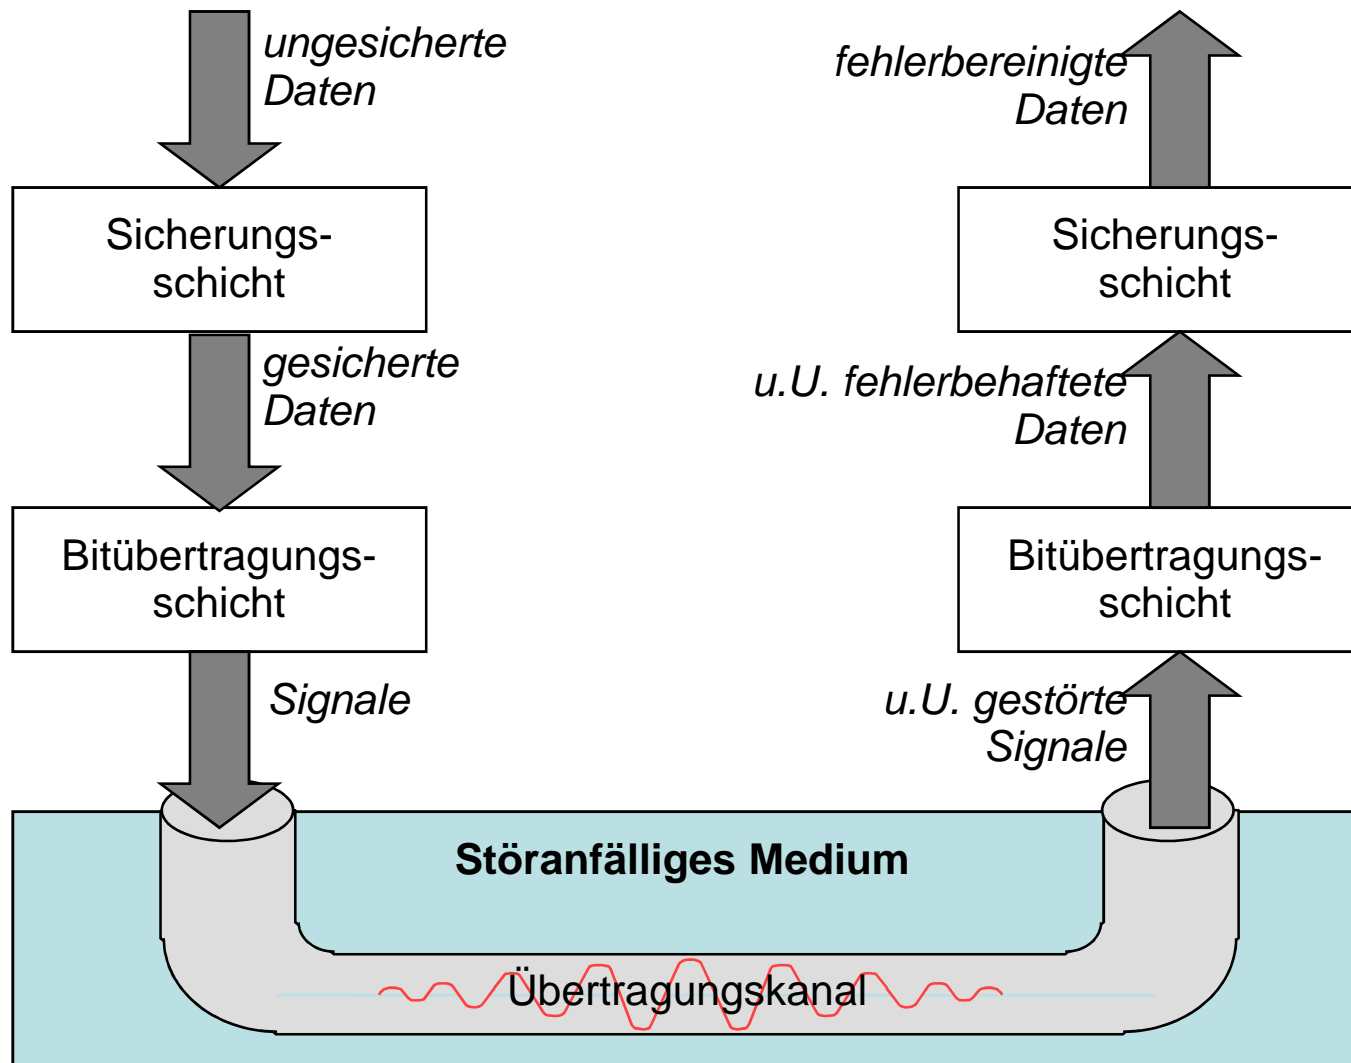 ungesicherte
Daten
fehlerbereinigte
Daten
Sicherungs-
schicht
Sicherungs-
schicht
gesicherte
Daten
u.U. fehlerbehaftete
Daten
Bitübertragungs-
schicht
Bitübertragungs-
schicht
Signale
u.U. gestörte
Signale
Störanfälliges Medium
Übertragungskanal